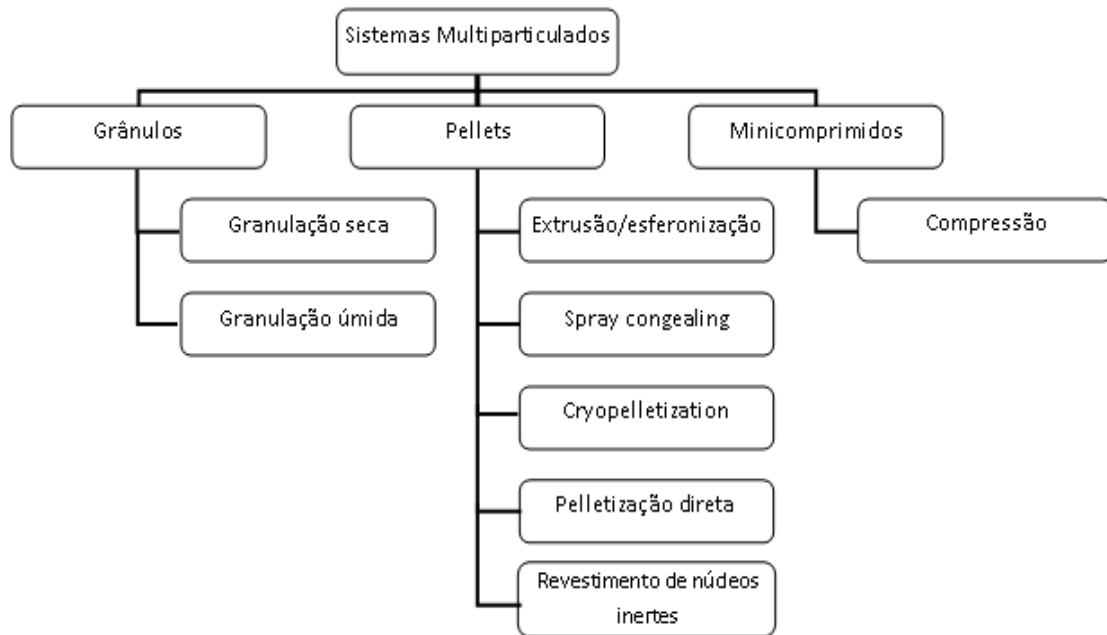 Sistemas Multiparticulados
Grânulos
Pellets
Minicomprimidos
Granulação seca
Granulação úmida
Extrusão/esferonização
Spray congealing
Cryopelletization
Pelletização direta
Revestimento de núdeos
inertes
Compressão